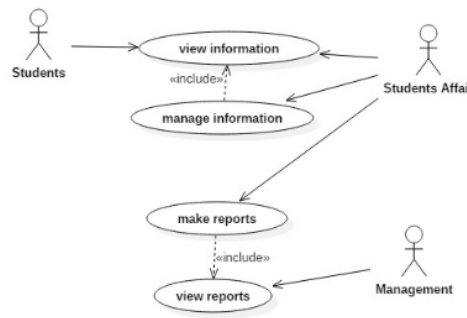 view information
Students
«include»
Students Affai
manage information
make reports
«include»
view reports
Management